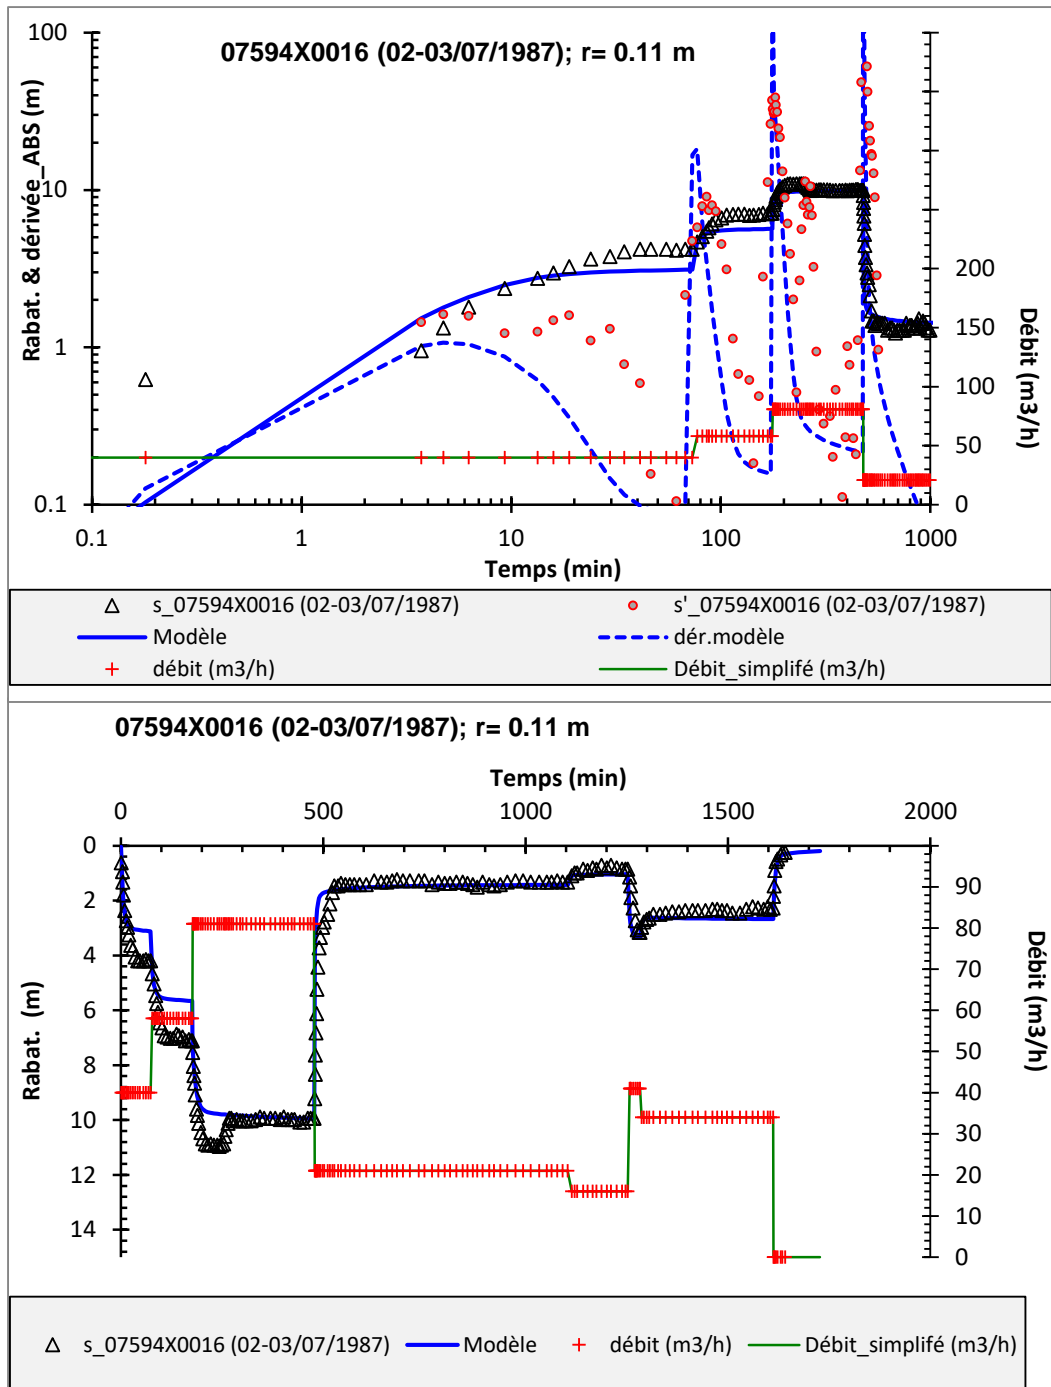 07594X0016 (02-03/07/1987); r= 0.11 m
Rabat. & dérivée_ABS (m)
100
10
1
0.1
200
150
100
50
0
Débit (m3/h)
0.1 1 10 100 1000
Temps (min)
s_07594X0016 (02-03/07/1987) s'_07594X0016 (02-03/07/1987)
Modèle dér.modèle
débit (m3/h) Débit_simplifé (m3/h)
07594X0016 (02-03/07/1987); r= 0.11 m
Temps (min)
0 500 1000 1500 2000
Rabat. (m)
0
2
4
6
8
10
12
14
90
80
70
60
50
40
30
20
10
0
Débit (m3/h)
s_07594X0016 (02-03/07/1987) Modèle débit (m3/h) Débit_simplifé (m3/h)